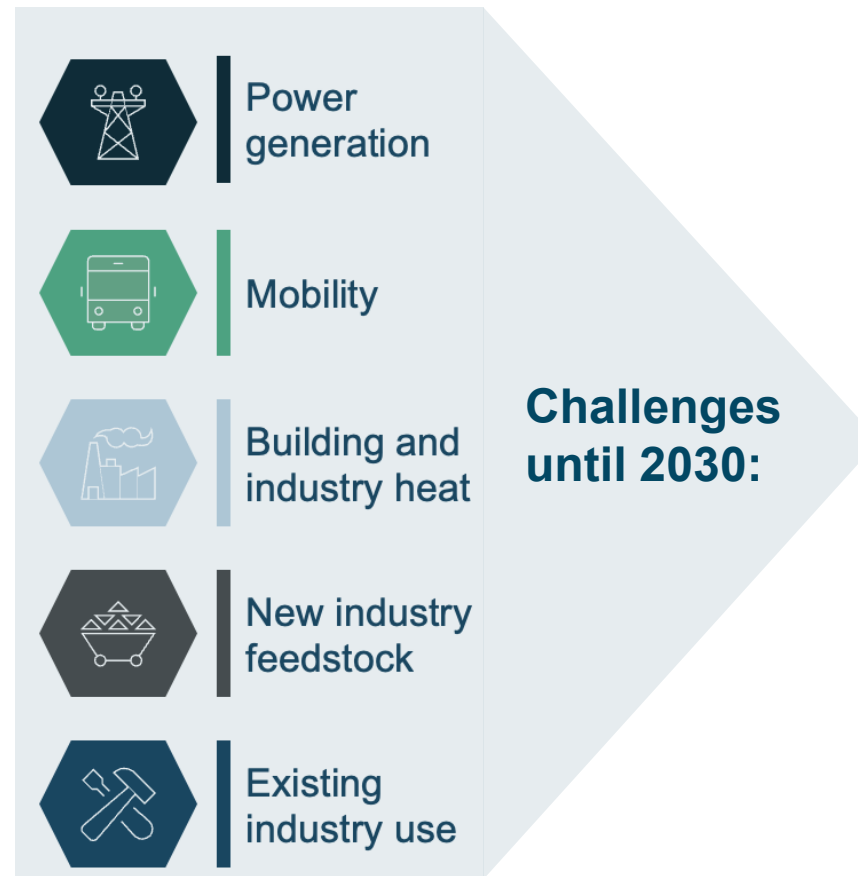 Power
generation
Mobility
Building and
industry heat
New industry
feedstock
Existing
industry use
Challenges
until 2030: